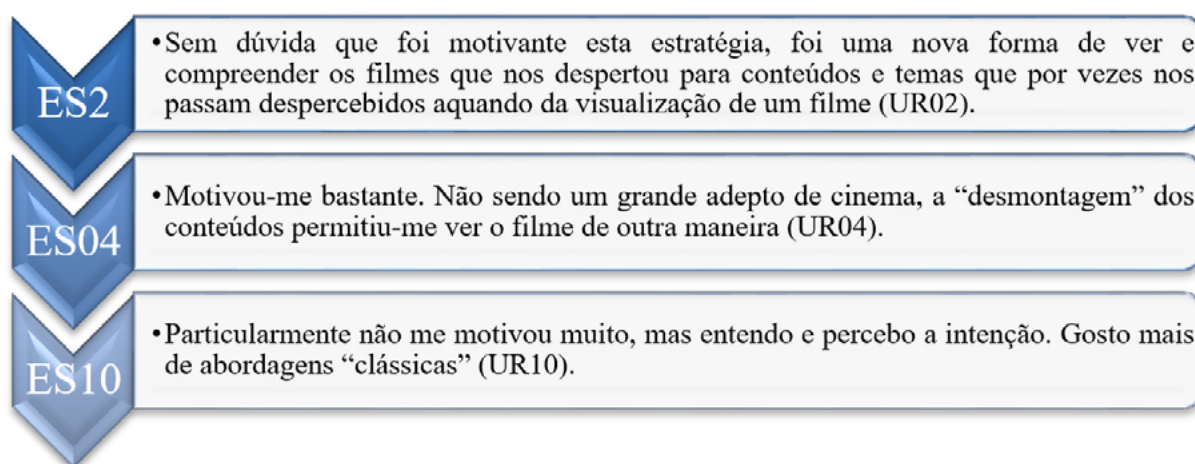 ES2
•Sem dúvida que foi motivante esta estratégia, foi uma nova forma de ver e
compreender os filmes que nos despertou para conteúdos e temas que por vezes nos
passam despercebidos aquando da visualização de um filme (UR02).
ES04
•Motivou-me bastante. Não sendo um grande adepto de cinema, a “desmontagem” dos
conteúdos permitiu-me ver o filme de outra maneira (UR04).
ES10
•Particularmente não me motivou muito, mas entendo e percebo a intenção. Gosto mais
de abordagens “clássicas” (UR10).